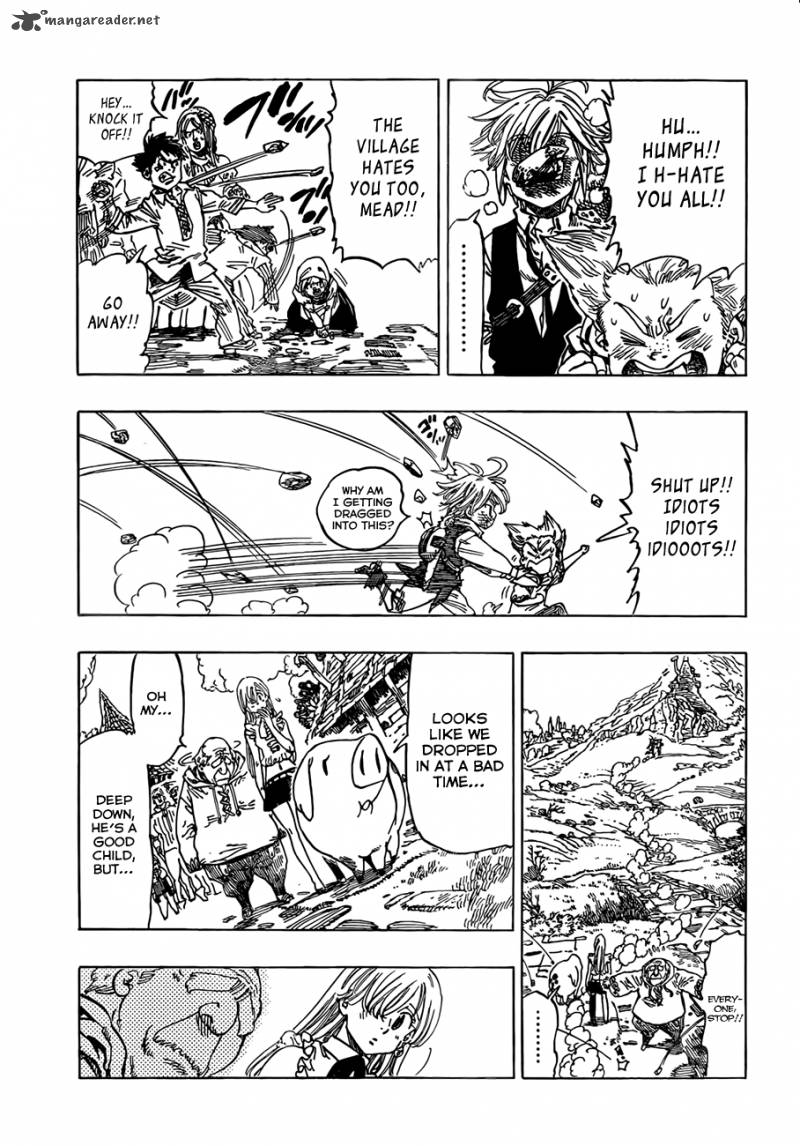 mangareader.net
HU...
HUMPH!!
I H-HATE
YOU ALL!!
..........
THE
VILLAGE
HATES
YOU TOO,
MEAD!!
HEY...
KNOCK IT
OFF!!
GO
AWAY!!
SHUT UP!!
IDIOTS
IDIOTS
IDIOOOTS!!
WHY AM
I GETTING
DRAGGED
INTO THIS?
EVERY-
ONE,
STOP!!
........
LOOKS
LIKE WE
DROPPED
IN AT A BAD
TIME...
OH
MY...
DEEP
DOWN,
HE'S A
GOOD
CHILD,
BUT...